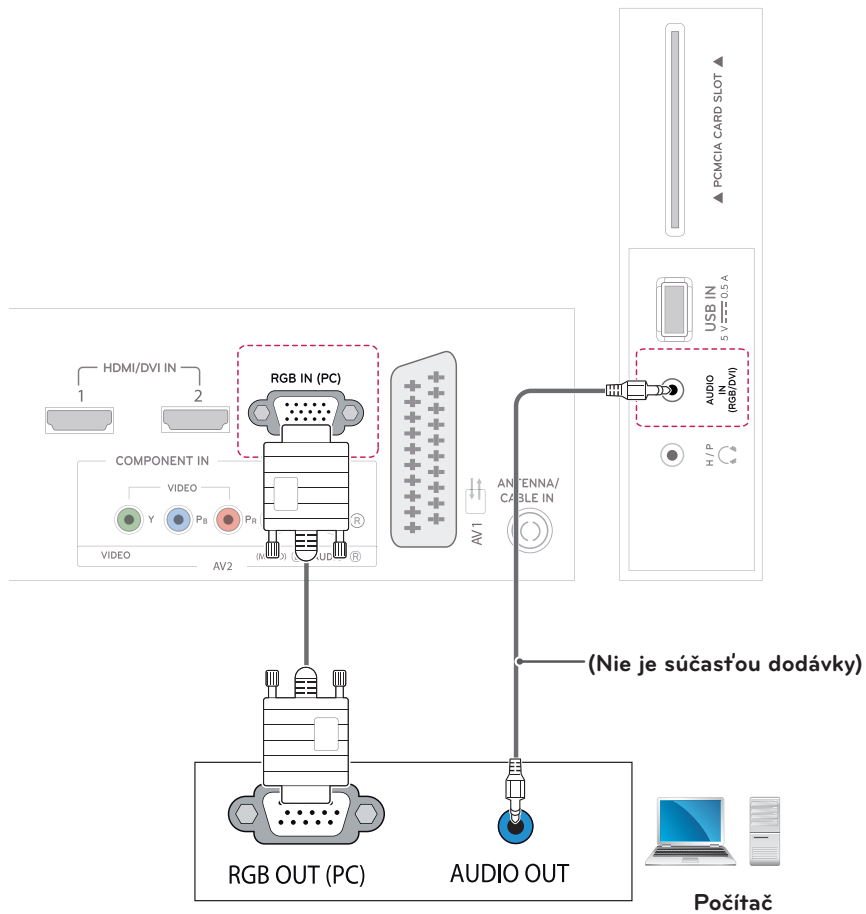 ▲ PCMCIA CARD SLOT ▲
USB IN
5 V 0.5 A
AUDIO
IN
(RGB/DVI)
H / P
HDMI/DVI IN
1
2
RGB IN (PC)
COMPONENT IN
VIDEO
Y
PB
PR
R
VIDEO
AV2
R
AV1
ANTENNA/
CABLE IN
(Nie je súčasťou dodávky)
RGB OUT (PC)
AUDIO OUT
Počítač